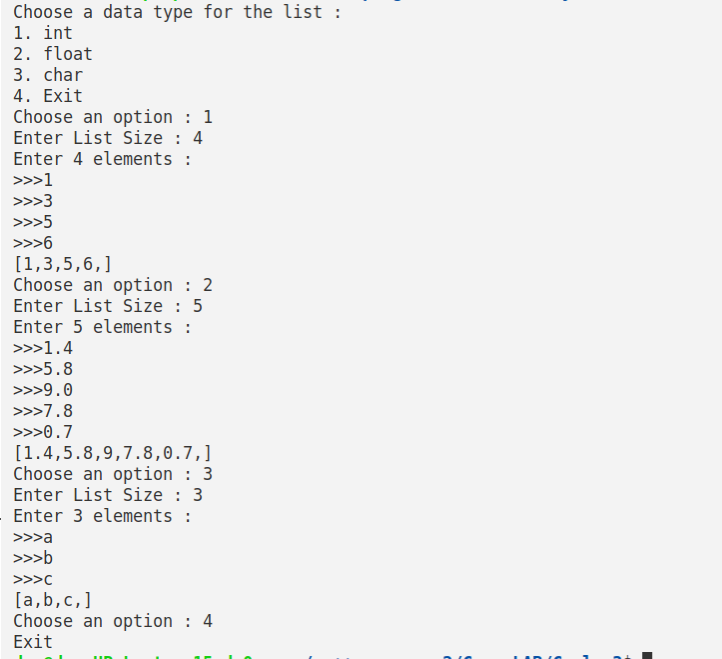 Choose a data type for the list :
1. int
2. float
3. char
4. Exit
Choose an option : 1
Enter List Size : 4
Enter 4 elements :
>>>1
>>>3
>>>5
>>>6
[1,3,5,6,]
Choose an option : 2
Enter List Size : 5
Enter 5 elements :
>>>1.4
>>>5.8
>>>9.0
>>>7.8
>>>0.7
[1.4,5.8,9,7.8,0.7,]
Choose an option : 3
Enter List Size : 3
Enter 3 elements :
>>>a
>>>b
>>>c
[a,b,c,]
Choose an option : 4
Exit